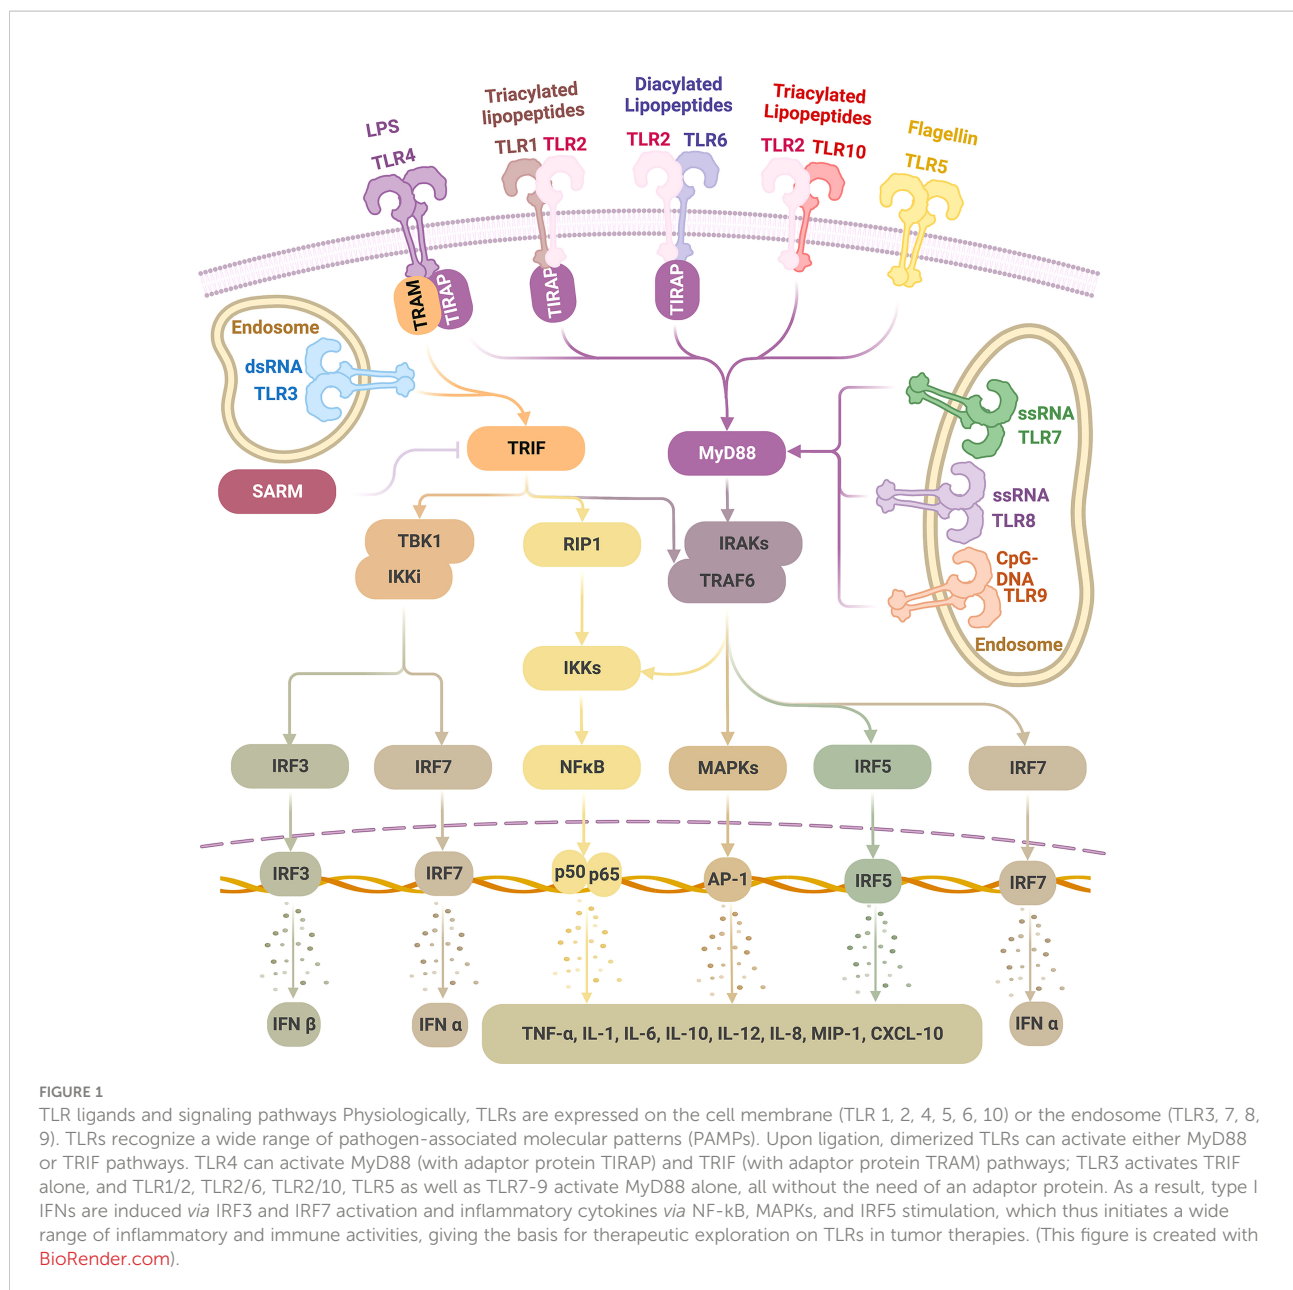 LPS
TLR4
Triacylated
lipopeptides
TLR1 TLR2
Diacylated
Lipopeptides
TLR2 TLR6
Triacylated
Lipopeptides
TLR2 TLR10
Flagellin
TLR5
TRAM
TIRAP
TIRAP
TIRAP
Endosome
dsRNA
TLR3
SARM
TRIF
MyD88
ssRNA
TLR7
ssRNA
TLR8
CpG-
DNA
TLR9
Endosome
TBK1
IKKi
RIP1
IRAKs
TRAF6
IKKs
IRF3
IRF7
NFκB
MAPKs
IRF5
IRF7
IRF3
IRF7
p50
p65
AP-1
IRF5
IRF7
IFN β
IFN α
TNF-α, IL-1, IL-6, IL-10, IL-12, IL-8, MIP-1, CXCL-10
IFN α
FIGURE 1
TLR ligands and signaling pathways Physiologically, TLRs are expressed on the cell membrane (TLR 1, 2, 4, 5, 6, 10) or the endosome (TLR3, 7, 8,
9). TLRs recognize a wide range of pathogen-associated molecular patterns (PAMPs). Upon ligation, dimerized TLRs can activate either MyD88
or TRIF pathways. TLR4 can activate MyD88 (with adaptor protein TIRAP) and TRIF (with adaptor protein TRAM) pathways; TLR3 activates TRIF
alone, and TLR1/2, TLR2/6, TLR2/10, TLR5 as well as TLR7-9 activate MyD88 alone, all without the need of an adaptor protein. As a result, type I
IFNs are induced via IRF3 and IRF7 activation and inflammatory cytokines via NF-kB, MAPKs, and IRF5 stimulation, which thus initiates a wide
range of inflammatory and immune activities, giving the basis for therapeutic exploration on TLRs in tumor therapies. (This figure is created with
BioRender.com).